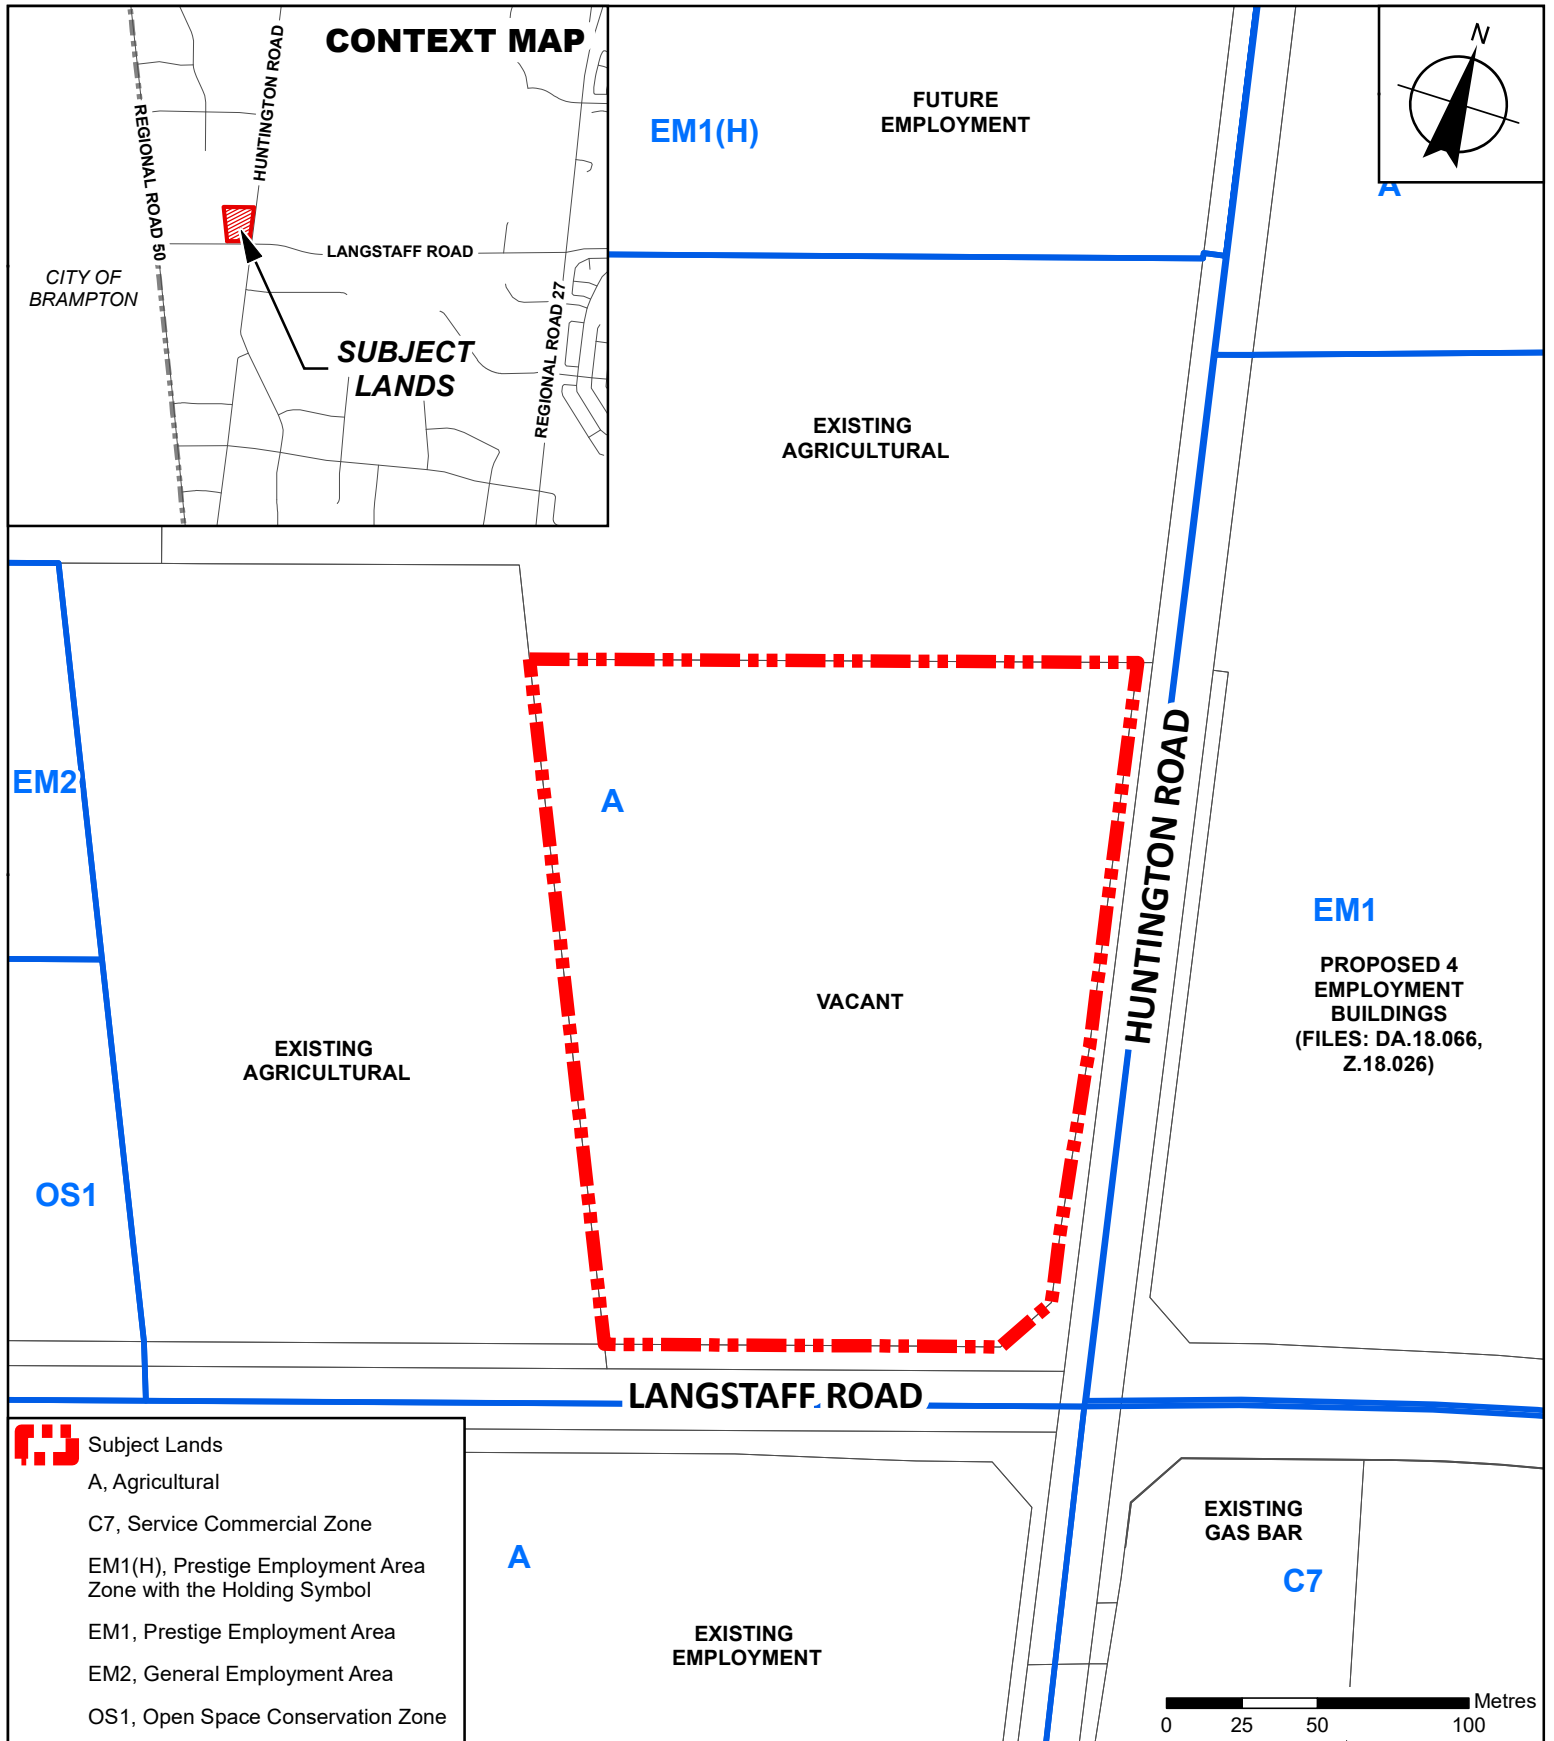 CONTEXT MAP
HUNTINGTON ROAD
REGIONAL ROAD 50
LANGSTAFF ROAD
CITY OF
BRAMPTON
REGIONAL ROAD 27
SUBJECT
LANDS
EM1(H)
FUTURE
EMPLOYMENT
N
A
EXISTING
AGRICULTURAL
EM2
A
HUNTINGTON ROAD
EM1
PROPOSED 4
EMPLOYMENT
BUILDINGS
(FILES: DA.18.066,
Z.18.026)
VACANT
EXISTING
AGRICULTURAL
OS1
LANGSTAFF ROAD
Subject Lands
A, Agricultural
C7, Service Commercial Zone
EM1(H), Prestige Employment Area
Zone with the Holding Symbol
EM1, Prestige Employment Area
EM2, General Employment Area
OS1, Open Space Conservation Zone
A
EXISTING
EMPLOYMENT
EXISTING
GAS BAR
C7
Metres
0 25 50 100